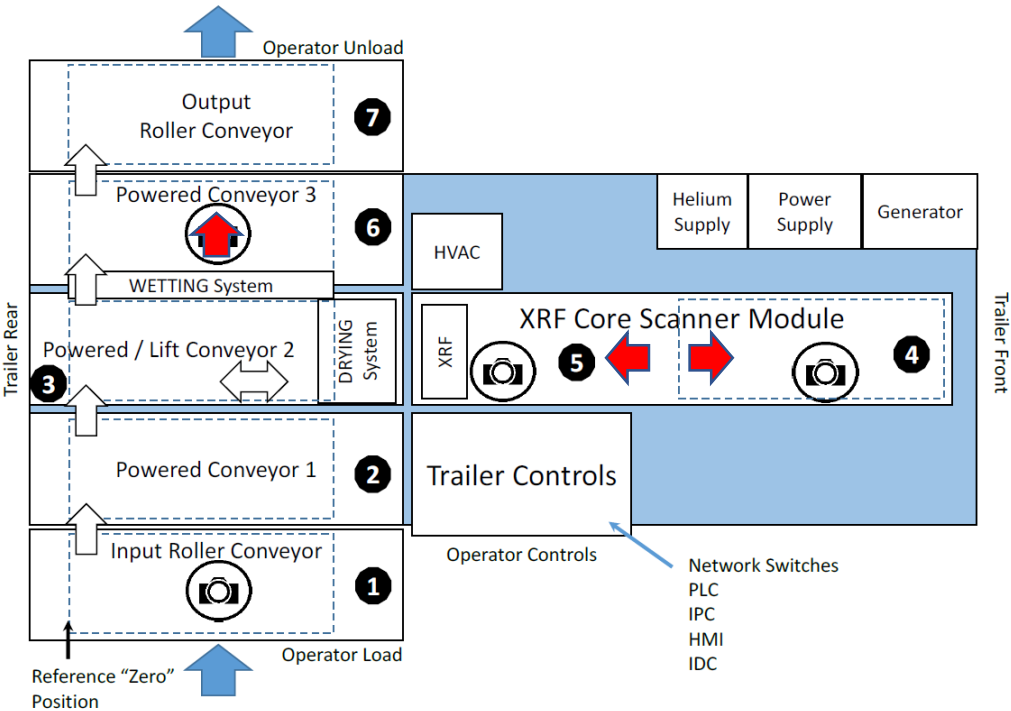 Operator Unload
Output
Roller Conveyor
7
Powered Conveyor 3
6
WETTING System
HVAC
Helium
Supply
Power
Supply
Generator
Trailer Rear
Powered / Lift Conveyor 2
3
DRYING
System
XRF
XRF Core Scanner Module
5
4
Trailer Front
Powered Conveyor 1
2
Trailer Controls
Input Roller Conveyor
1
Operator Controls
Network Switches
PLC
IPC
HMI
IDC
Operator Load
Reference “Zero”
Position